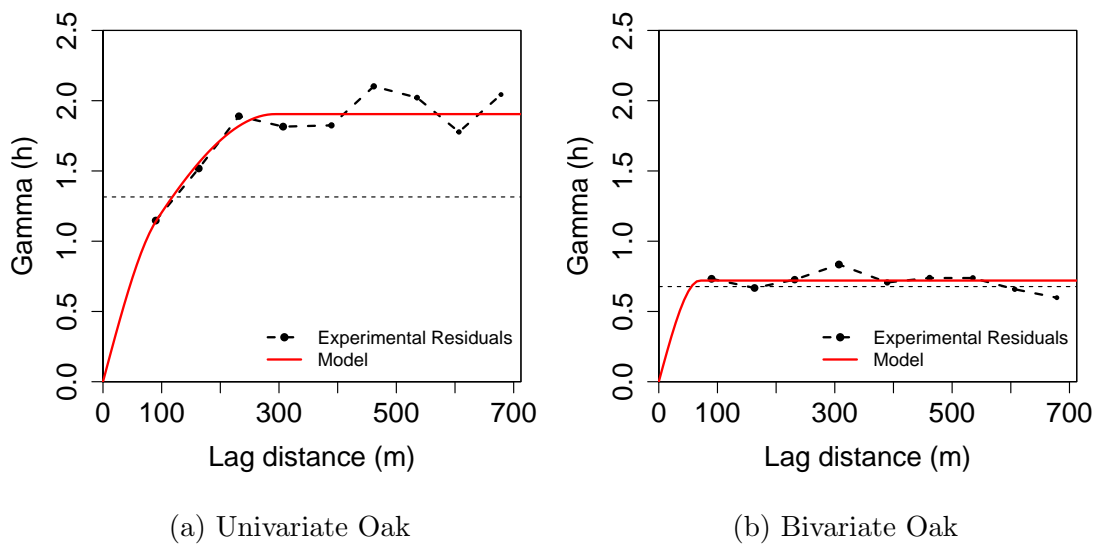 2.5
2.0
1.5
1.0
0.5
0.0
Gamma (h)
Experimental Residuals
Model
0 100 300 500 700
Lag distance (m)
(a) Univariate Oak
2.5
2.0
1.5
1.0
0.5
0.0
Gamma (h)
Experimental Residuals
Model
0 100 300 500 700
Lag distance (m)
(b) Bivariate Oak